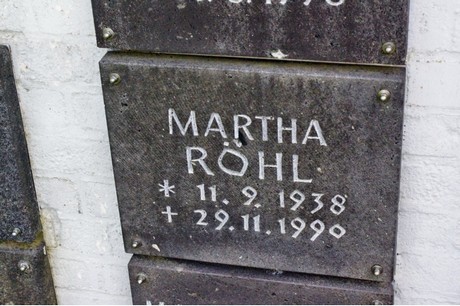 MARTHA
RÖHL
* 11. 9. 1938
+ 29. 11. 1990